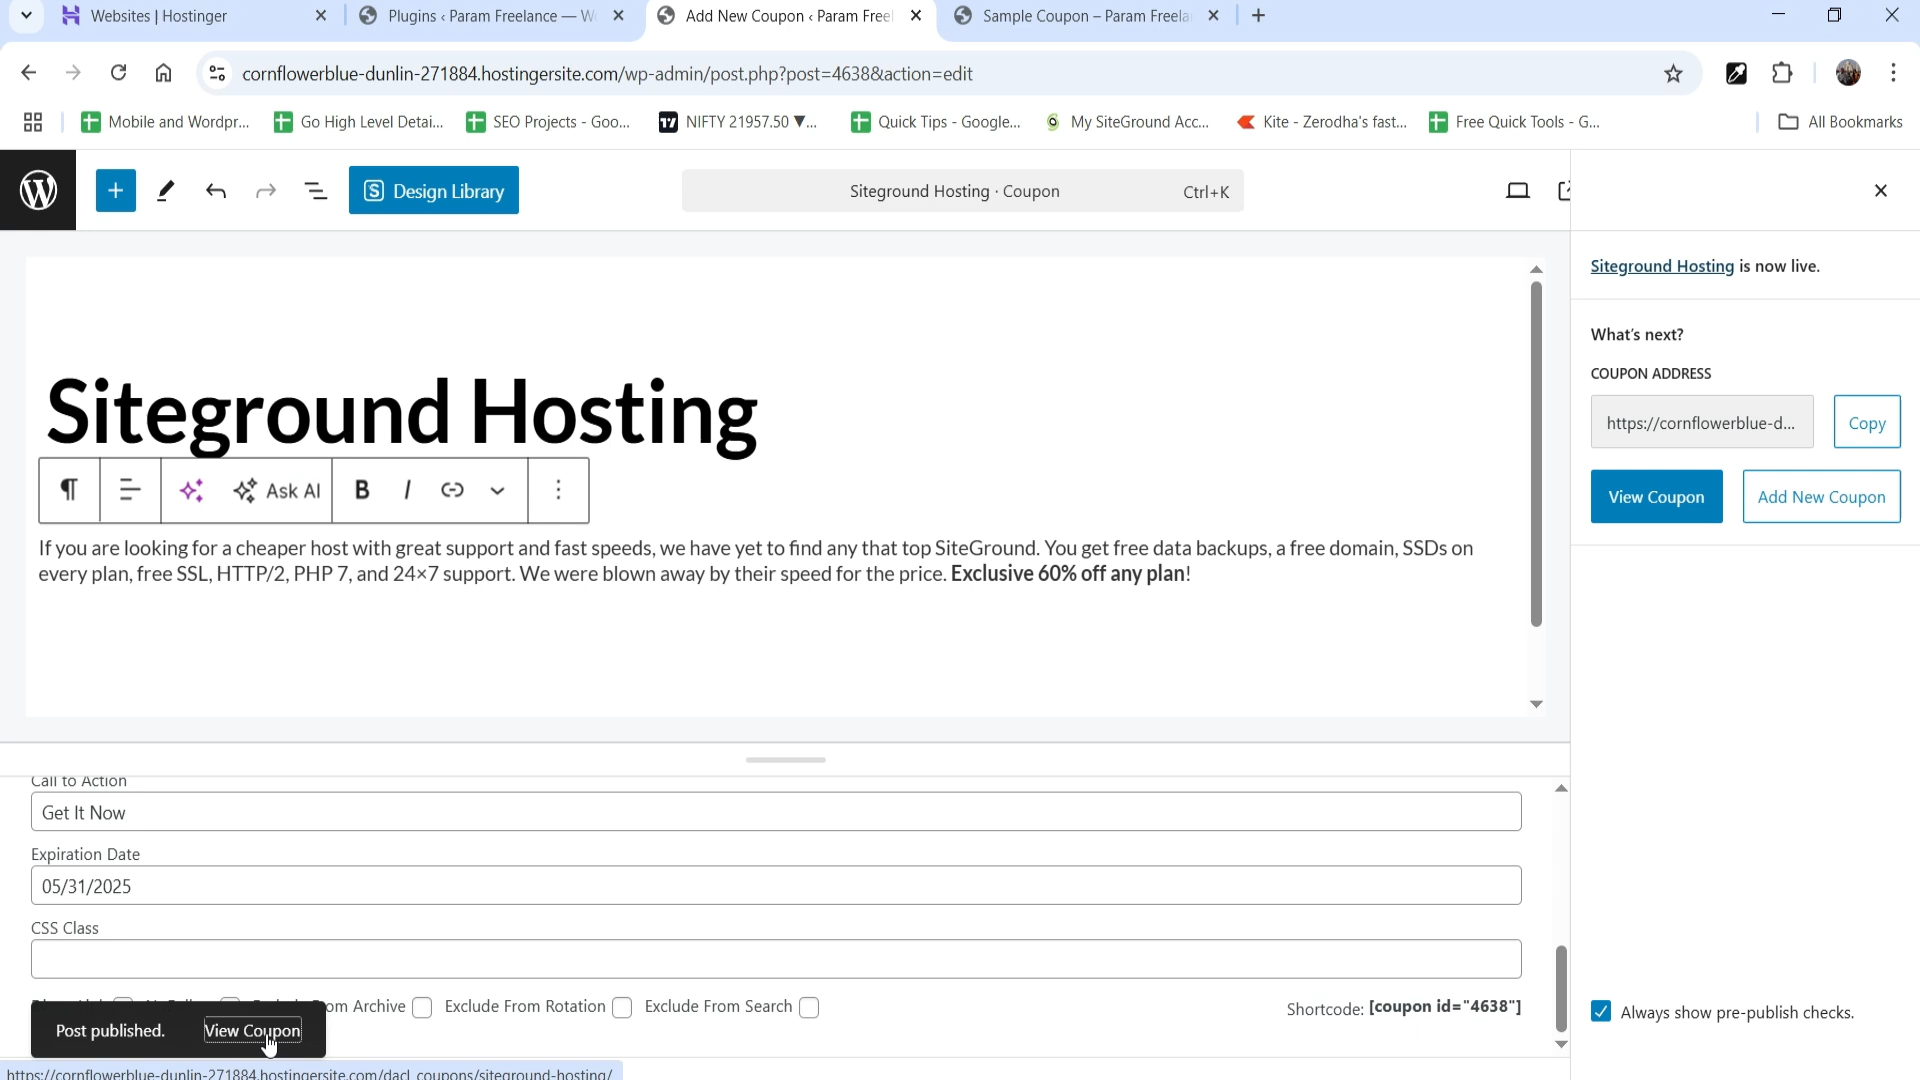 Websites | Hostinger
Plugins ‹ Param Freelance — W
Add New Coupon ‹ Param Free
Sample Coupon – Param Freela
cornflowerblue-dunlin-271884.hostingersite.com/wp-admin/post.php?post=4638&action=edit
Mobile and Wordpr...
Go High Level Detai...
SEO Projects - Goo...
NIFTY 21957.50 ▼...
Quick Tips - Google...
My SiteGround Acc...
Kite - Zerodha's fast...
Free Quick Tools - G...
All Bookmarks
Design Library
Siteground Hosting · Coupon
Ctrl+K
Siteground Hosting is now live.
What's next?
COUPON ADDRESS
https://cornflowerblue-d...
Copy
View Coupon
Add New Coupon
Siteground Hosting
Ask AI
B
I
If you are looking for a cheaper host with great support and fast speeds, we have yet to find any that top SiteGround. You get free data backups, a free domain, SSDs on
every plan, free SSL, HTTP/2, PHP 7, and 24×7 support. We were blown away by their speed for the price. Exclusive 60% off any plan!
Call to Action
Get It Now
Expiration Date
05/31/2025
CSS Class
om Archive
Exclude From Rotation
Exclude From Search
Shortcode: [coupon id="4638"]
Always show pre-publish checks.
Post published.
View Coupon
https://cornflowerblue-dunlin-271884.hostingersite.com/dacl_coupons/siteground-hosting/